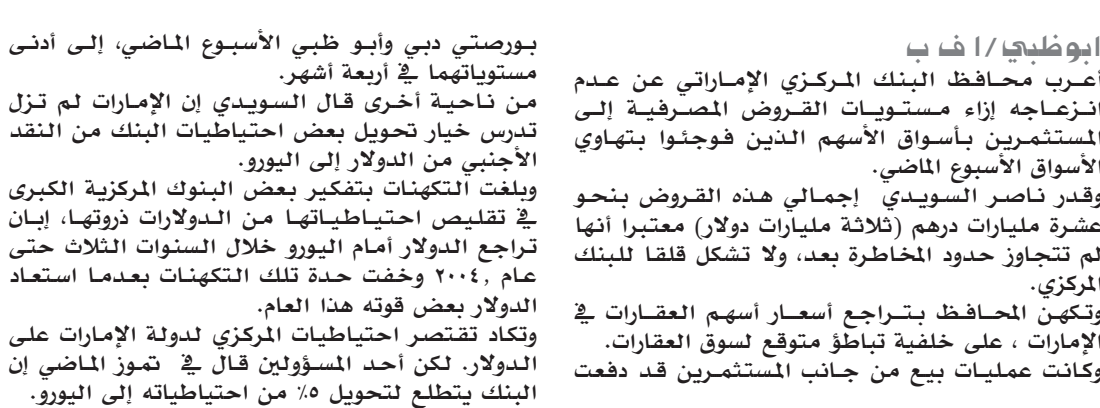 ابوظبي/ا ف ب
أعرب محافظ البنك المركزي الإماراتي عن عدم
انزعاجه إزاء مستويات القروض المصرفية إلى
المستثمرين بأسواق الأسهم الذين فوجئوا بتهاوي
الأسواق الأسبوع الماضي.
وقدر ناصر السويدي إجمالي هذه القروض بنحو
عشرة مليارات درهم (ثلاثة مليارات دولار) معتبرا أنها
لم تتجاوز حدود المخاطرة بعد، ولا تشكل قلقا للبنك
المركزي.
وتكهن المحافظ بتراجع أسعار أسهم العقارات في
الإمارات ، على خلفية تباطؤ متوقع لسوق العقارات.
وكانت عمليات بيع من جانب المستثمرين قد دفعت
بورصتي دبي وأبو ظبي الأسبوع الماضي، إلى أدنى
مستوياتهما في أربعة أشهر.
من ناحية أخرى قال السويدي إن الإمارات لم تزل
تدرس خيار تحويل بعض احتياطيات البنك من النقد
الأجنبي من الدولار إلى اليورو.
وبلغت التكهنات بتفكير بعض البنوك المركزية الكبرى
في تقليص احتياطياتها من الدولارات ذروتها، إبان
تراجع الدولار أمام اليورو خلال السنوات الثلاث حتى
عام ٢٠٠٤, وخفت حدة تلك التكهنات بعدما استعاد
الدولار بعض قوته هذا العام.
وتكاد تقتصر احتياطيات المركزي لدولة الإمارات على
الدولار. لكن أحد المسؤولين قال في تموز الماضي إن
البنك يتطلع لتحويل ٥٪ من احتياطياته إلى اليورو.